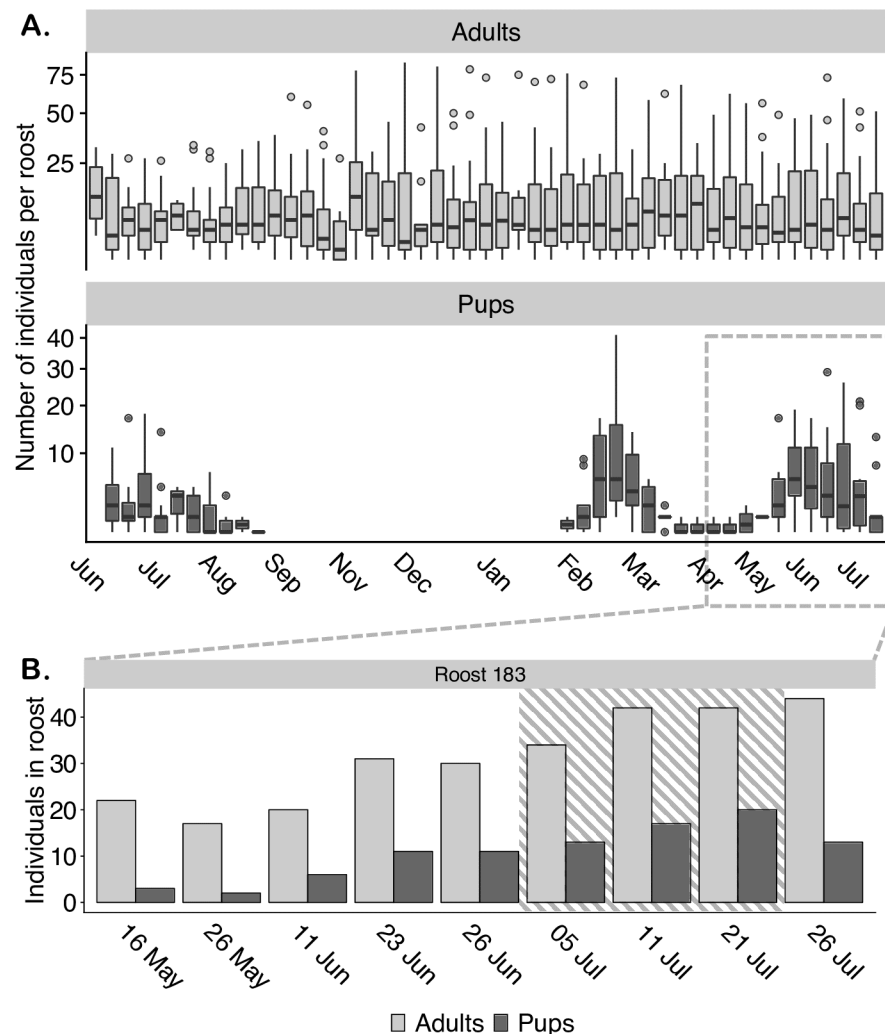 A.
Adults
75
50
25
Number of individuals per roost
Pups
40
30
20
10
Jun Jul Aug Sep Nov Dec Jan Feb Mar Apr May Jun Jul
B.
Roost 183
Individuals in roost
40
30
20
10
0
16 May 26 May 11 Jun 23 Jun 26 Jun 05 Jul 11 Jul 21 Jul 26 Jul
Adults Pups